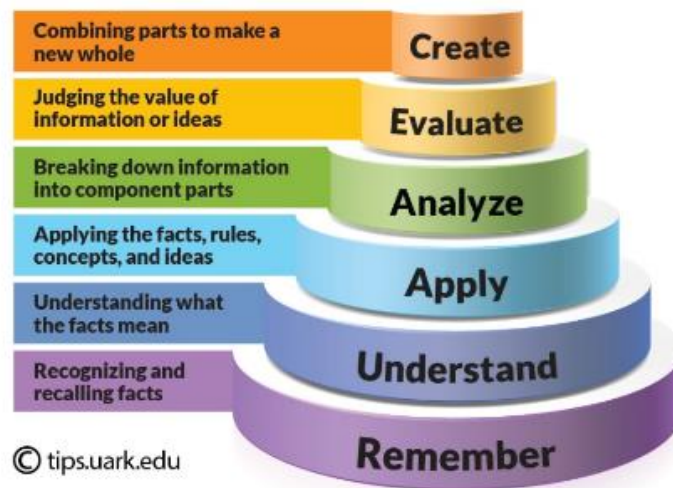 Combining parts to make a
new whole
Create
Judging the value of
information or ideas
Evaluate
Breaking down information
into component parts
Analyze
Applying the facts, rules,
concepts, and ideas
Apply
Understanding what
the facts mean
Understand
Recognizing and
recalling facts
Remember
© tips.uark.edu